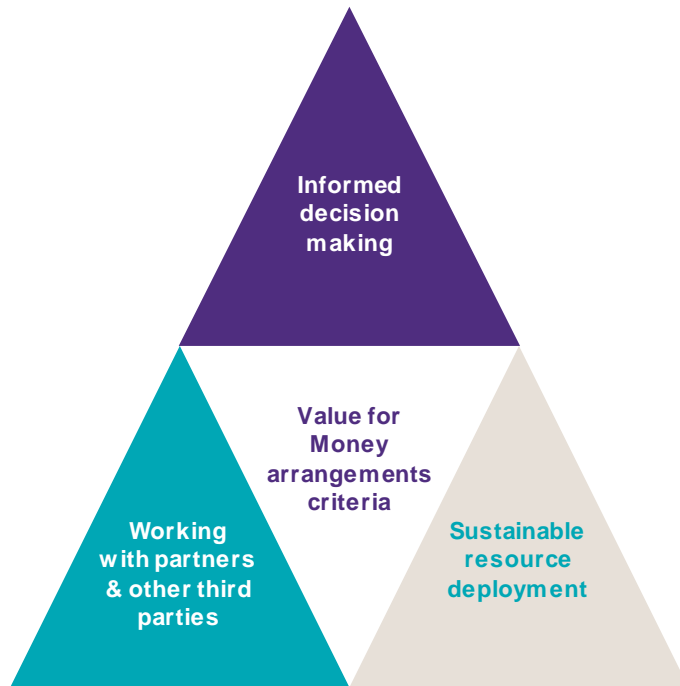 Informed
decision
making
Value for
Money
arrangements
criteria
Working
with partners
& other third
parties
Sustainable
resource
deployment